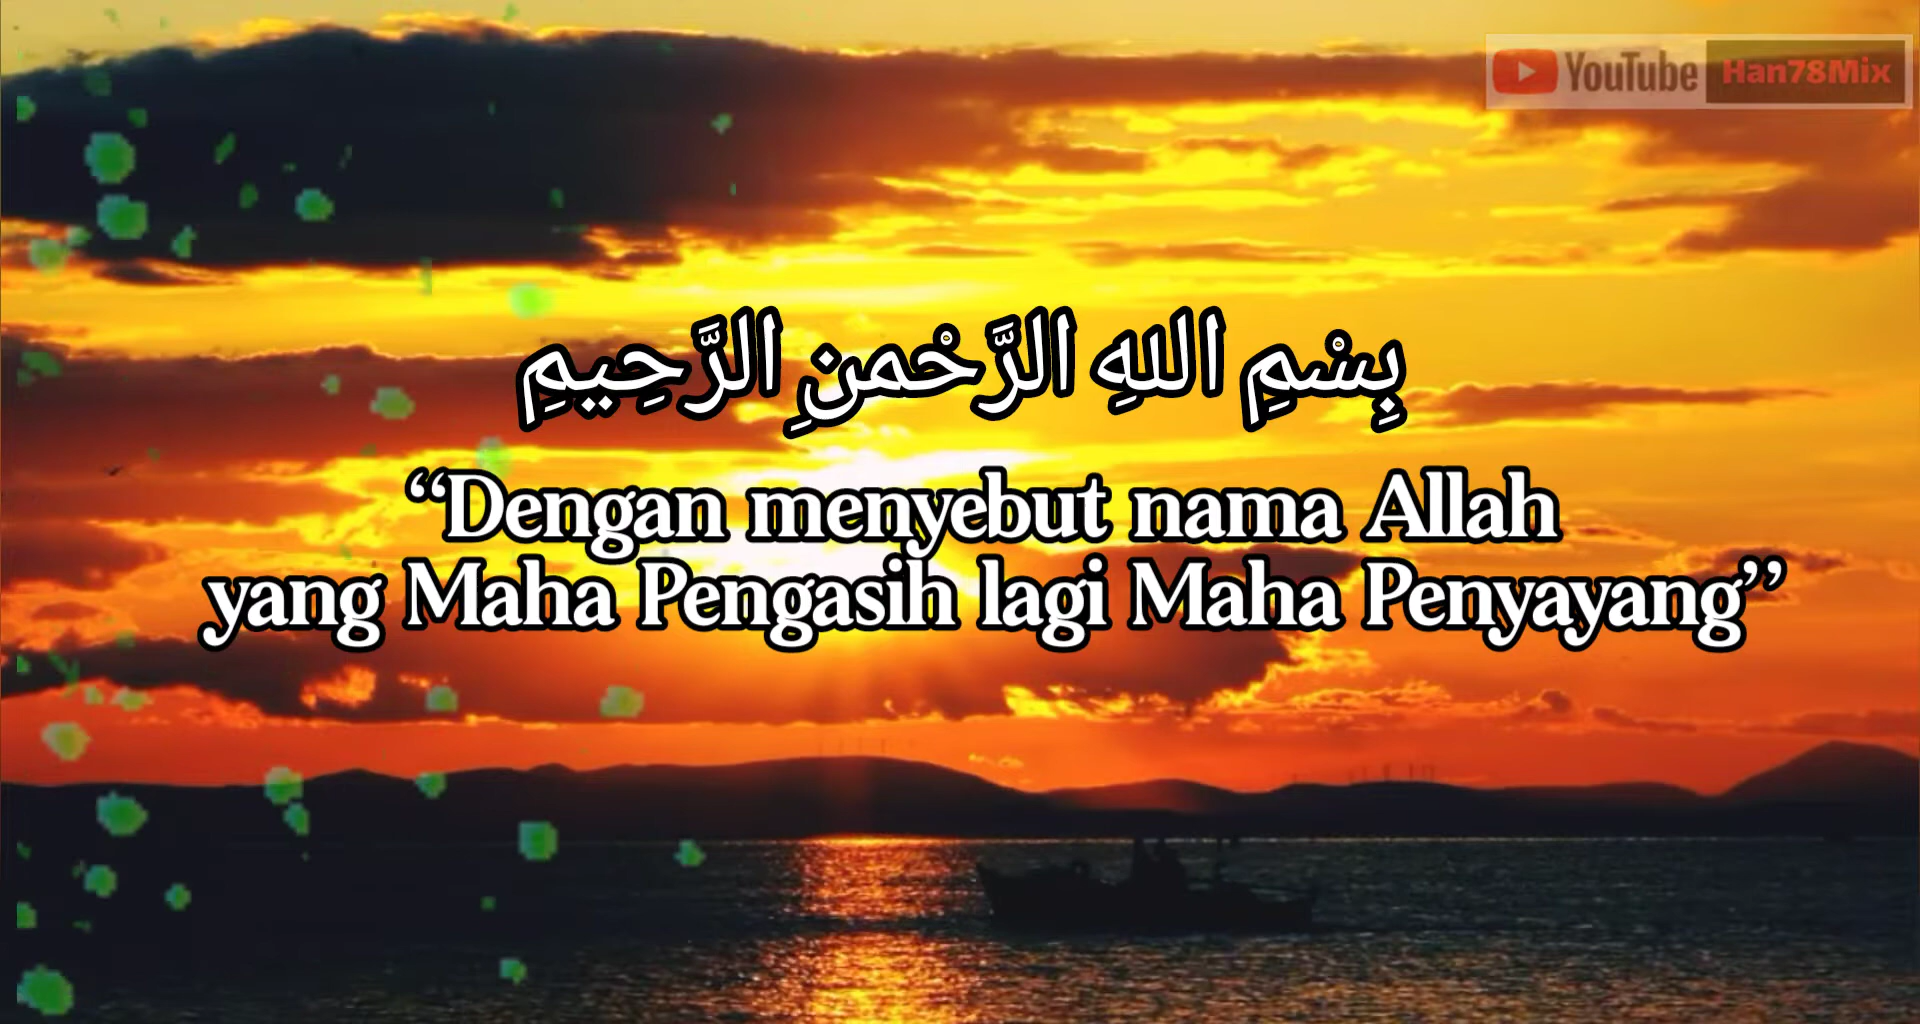 YouTube Han78Mix
بِسْمِ اللهِ الرَّحْمنِ الرَّحِيمِ
“Dengan menyebut nama Allah
yang Maha Pengasih lagi Maha Penyayang”